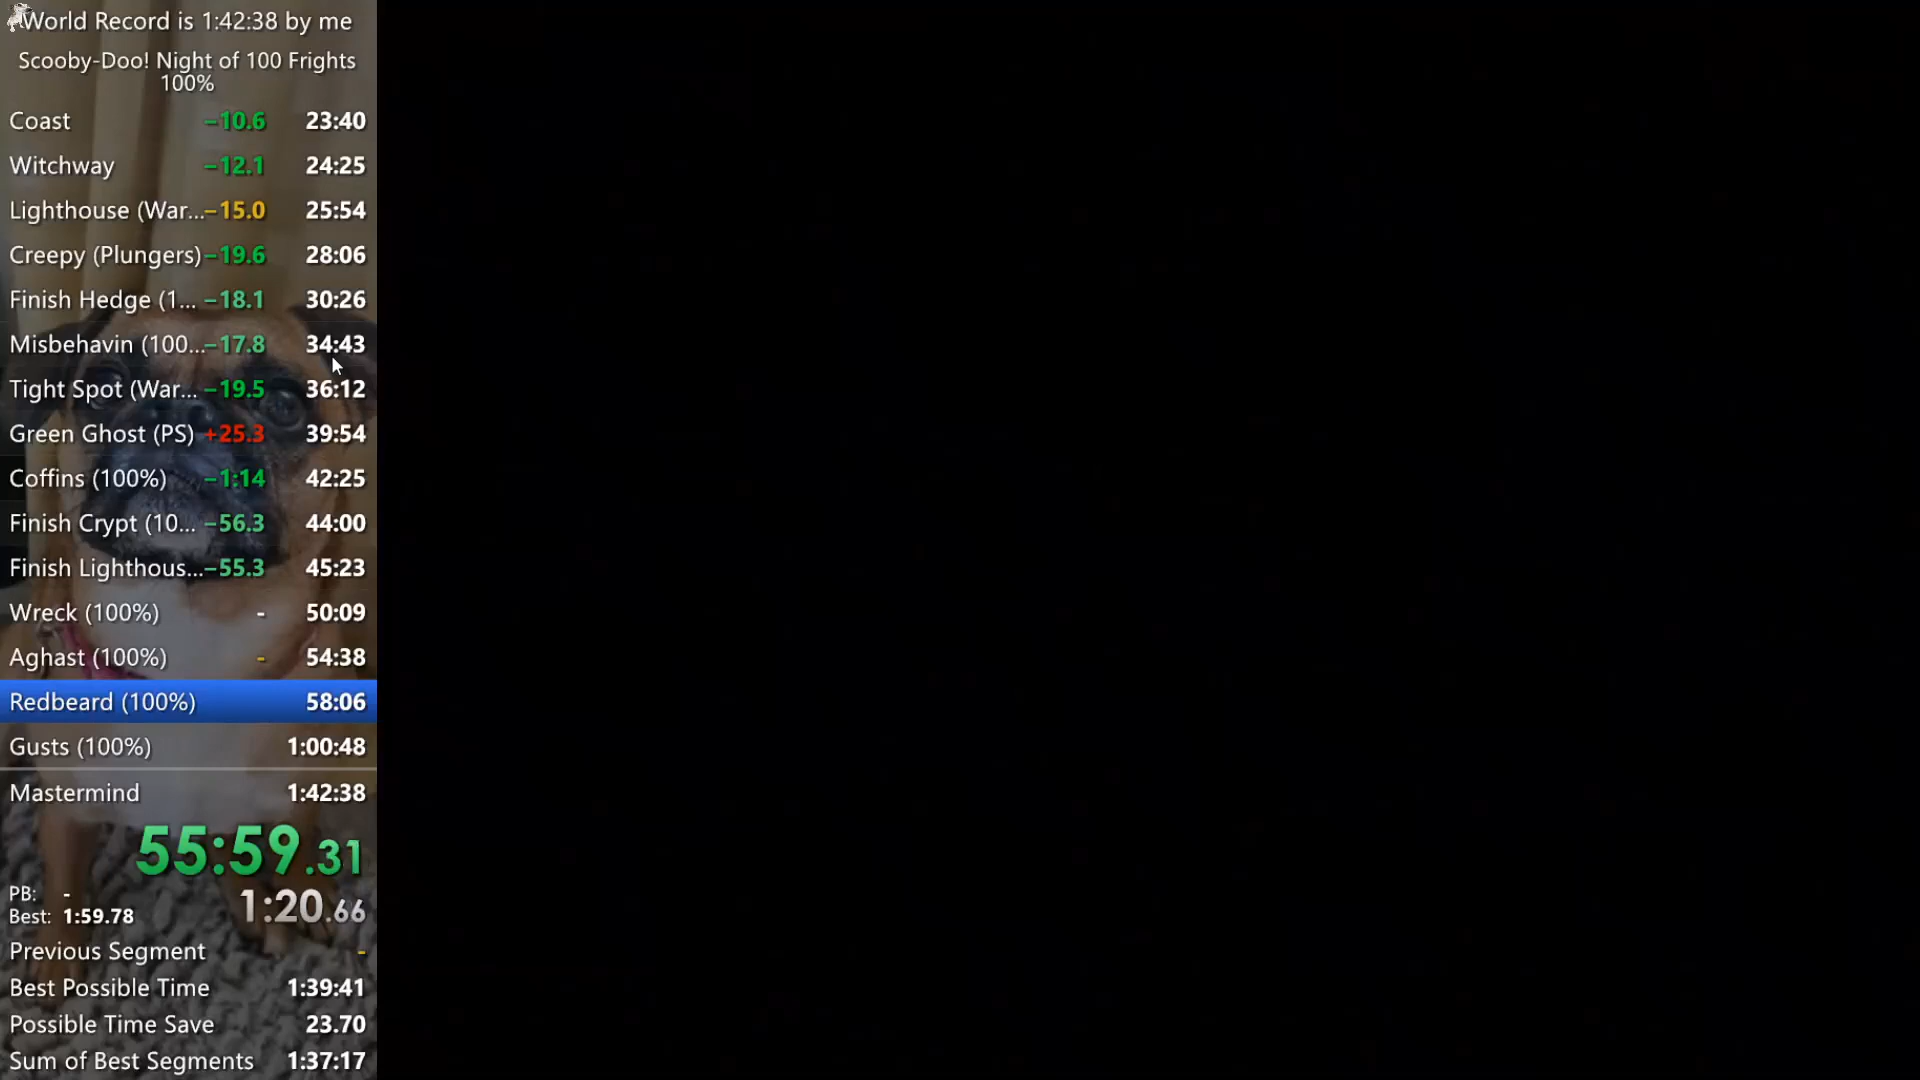 World Record is 1:42:38 by me
Scooby-Doo! Night of 100 Frights
100%
Coast -10.6 23:40
Witchway -12.1 24:25
Lighthouse (War... -15.0 25:54
Creepy (Plungers) -19.6 28:06
Finish Hedge (1... -18.1 30:26
Misbehavin (100... -17.8 34:43
Tight Spot (War... -19.5 36:12
Green Ghost (PS) +25.3 39:54
Coffins (100%) -1:14 42:25
Finish Crypt (10... -56.3 44:00
Finish Lighthous... -55.3 45:23
Wreck (100%) - 50:09
Aghast (100%) - 54:38
Redbeard (100%) 58:06
Gusts (100%) 1:00:48
Mastermind 1:42:38
55:59.31
PB: -
Best: 1:59.78
1:20.66
Previous Segment -
Best Possible Time 1:39:41
Possible Time Save 23.70
Sum of Best Segments 1:37:17